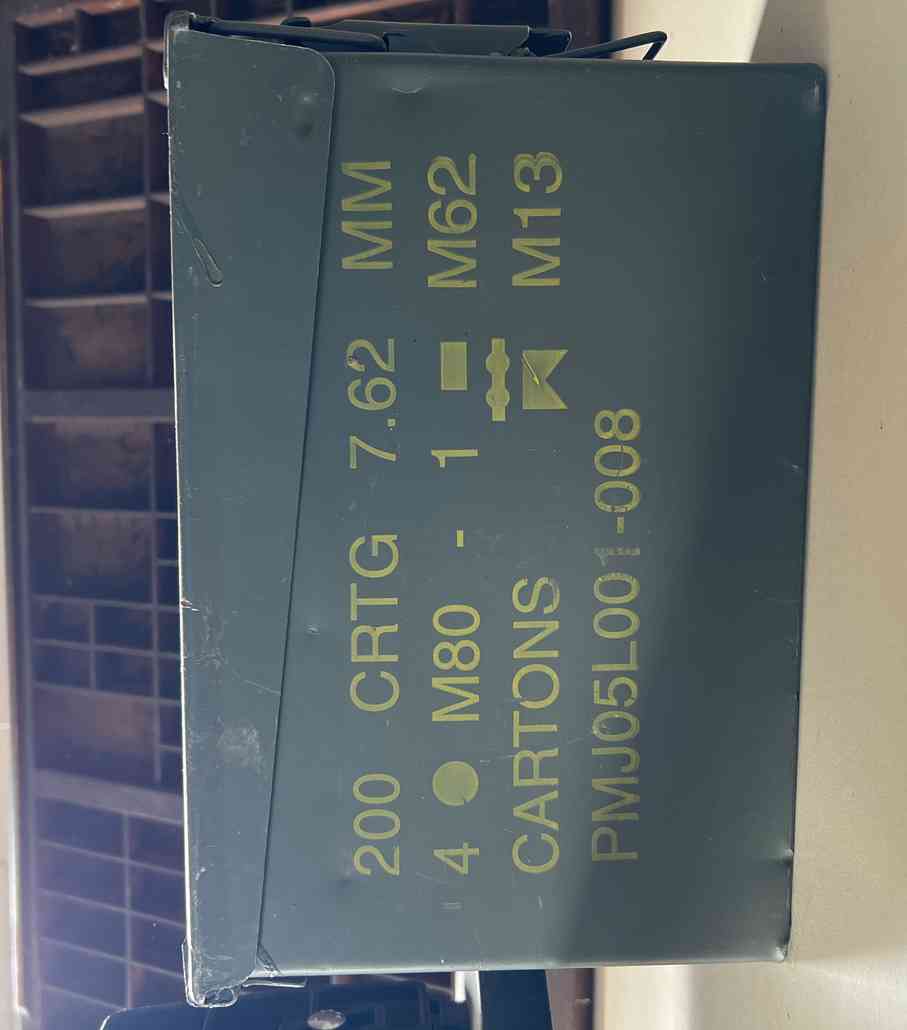 200 CRTG 7.62 MM
4 M80 - 1 M62
CARTONS M13
PMJ05L001-008